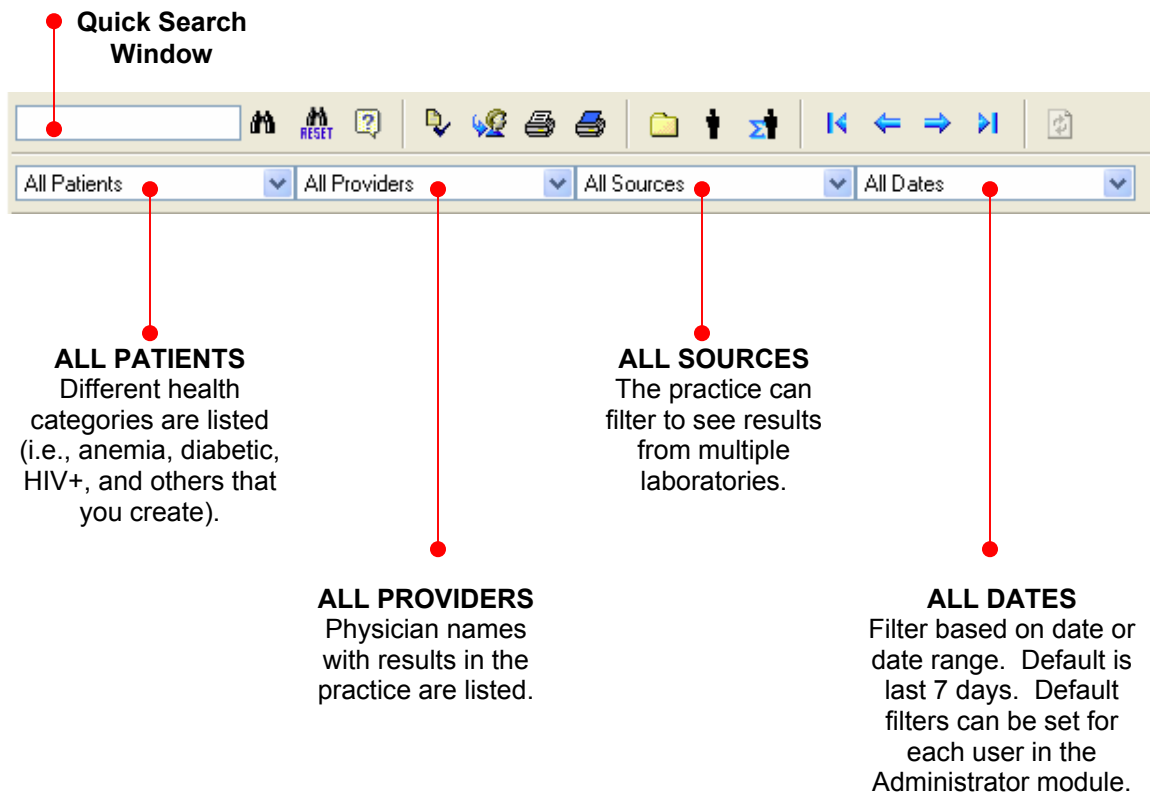 Quick Search
Window
RESET
All Patients
All Providers
All Sources
All Dates
ALL PATIENTS
Different health
categories are listed
(i.e., anemia, diabetic,
HIV+, and others that
you create).
ALL SOURCES
The practice can
filter to see results
from multiple
laboratories.
ALL PROVIDERS
Physician names
with results in the
practice are listed.
ALL DATES
Filter based on date or
date range.  Default is
last 7 days.  Default
filters can be set for
each user in the
Administrator module.